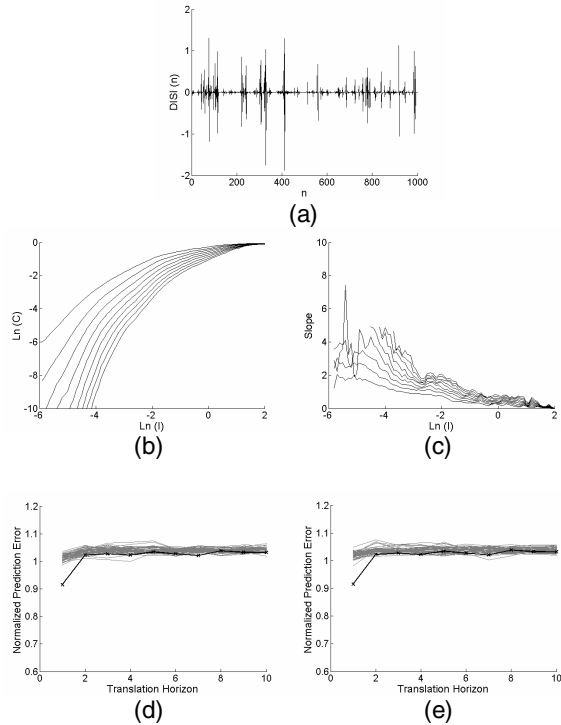 2
1
0
-1
-2
DISI (n)
0 200 400 600 800 1000
n
(a)
0
-2
-4
-6
-8
-10
Ln (C)
-6 -4 -2 0 2
Ln (l)
(b)
10
8
6
4
2
0
Slope
-6 -4 -2 0 2
Ln (l)
(c)
1.2
1.1
1
0.9
0.8
0.7
0.6
Normalized Prediction Error
0 2 4 6 8 10
Translation Horizon
(d)
1.2
1.1
1
0.9
0.8
0.7
0.6
Normalized Prediction Error
0 2 4 6 8 10
Translation Horizon
(e)